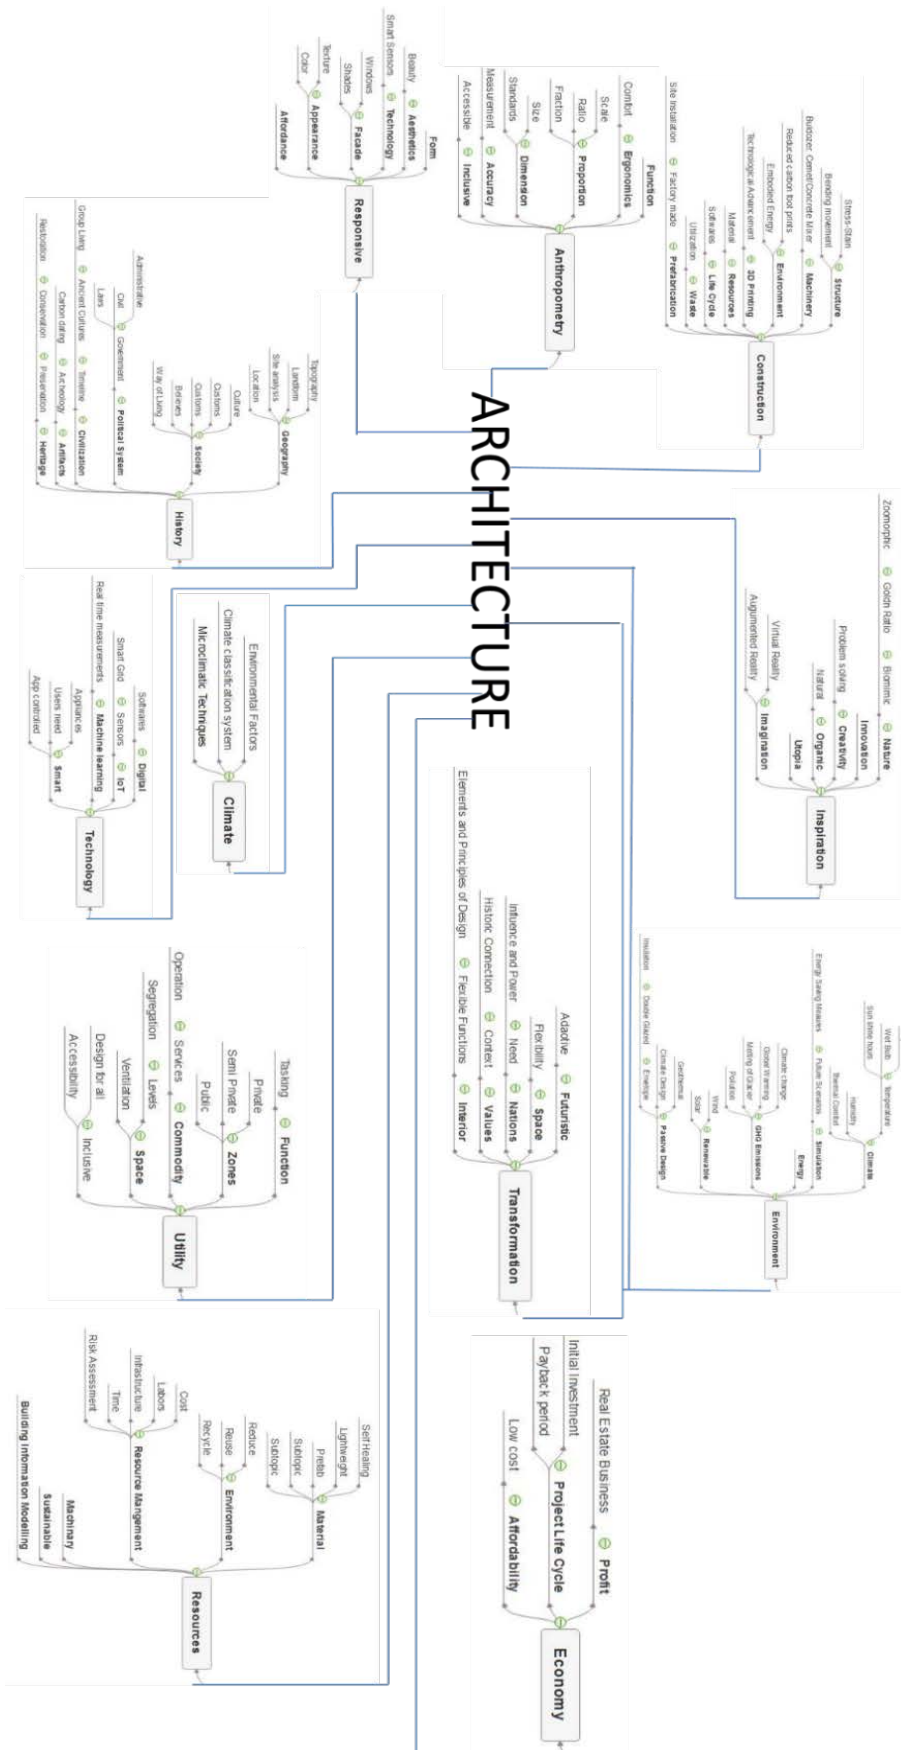 ARCHITECTURE
Construction
Structure
Stress-Stain
Bending movement
Machinery
Buldozer, Cemet/Concrete Mixer
Environment
Reduced carbon foot prints
Embodied Energy
3D Printing
Technological Advancement
Resources
Material
Life Cycle
Softwares
Waste
Utilization
Prefabrication
Factory made
Site Installation
Anthropometry
Function
Ergonomics
Comfort
Proportion
Scale
Ratio
Fraction
Dimension
Size
Standards
Accuracy
Measurement
Inclusive
Accessible
Responsive
Form
Aesthetics
Beauty
Technology
Smart Sensors
Facade
Windows
Shades
Appearance
Texture
Color
Affordance
History
Geography
Topography
Landform
Site analysis
Location
Society
Culture
Customs
Customs
Believes
Way of Living
Political System
Government
Administrative
Civil
Laws
Civilization
Timeline
Ancient Cultures
Group Living
Artifacts
Archeology
Carbon dating
Heritage
Preservation
Conservation
Restoration
Inspiration
Nature
Biomimic
Goldn Ratio
Zoomorphic
Innovation
Creativity
Problem solving
Organic
Natural
Utopia
Imagination
Virtual Reality
Augumented Reality
Climate
Environmental Factors
Climate classification system
Microclimatic Techniques
Technology
Digital
Softwares
IoT
Sensors
Smart Grid
Machine learning
Real time measurements
Smart
Appliances
Users need
App controlled
Environment
Climate
Temperature
Wet Bulb
Sun shine hours
Humidity
Thermal Comfort
Simulation
Future Scenarios
Energy Saving Measures
Energy
GHG Emissions
Climate change
Global Warming
Melting of Glacier
Pollution
Renewable
Wind
Solar
Passive Design
Geothermal
Climate Design
Envelope
Double Glazed
Insulation
Transformation
Futuristic
Adaptive
Space
Flexibility
Nations
Need
Influence and Power
Values
Context
Historic Connection
Interior
Flexible Functions
Elements and Principles of Design
Utility
Function
Tasking
Zones
Private
Semi Private
Public
Commodity
Services
Operation
Space
Levels
Segregation
Ventilation
Inclusive
Design for all
Accessibility
Resources
Material
Self Healing
Lightweight
Prefab
Subtopic
Subtopic
Environment
Reduce
Reuse
Recycle
Resource Mangement
Cost
Labors
Infrastructure
Time
Risk Assessment
Machinary
Sustainable
Building Information Modelling
Economy
Profit
Real Estate Business
Project Life Cycle
Initial Investment
Payback period
Affordability
Low cost